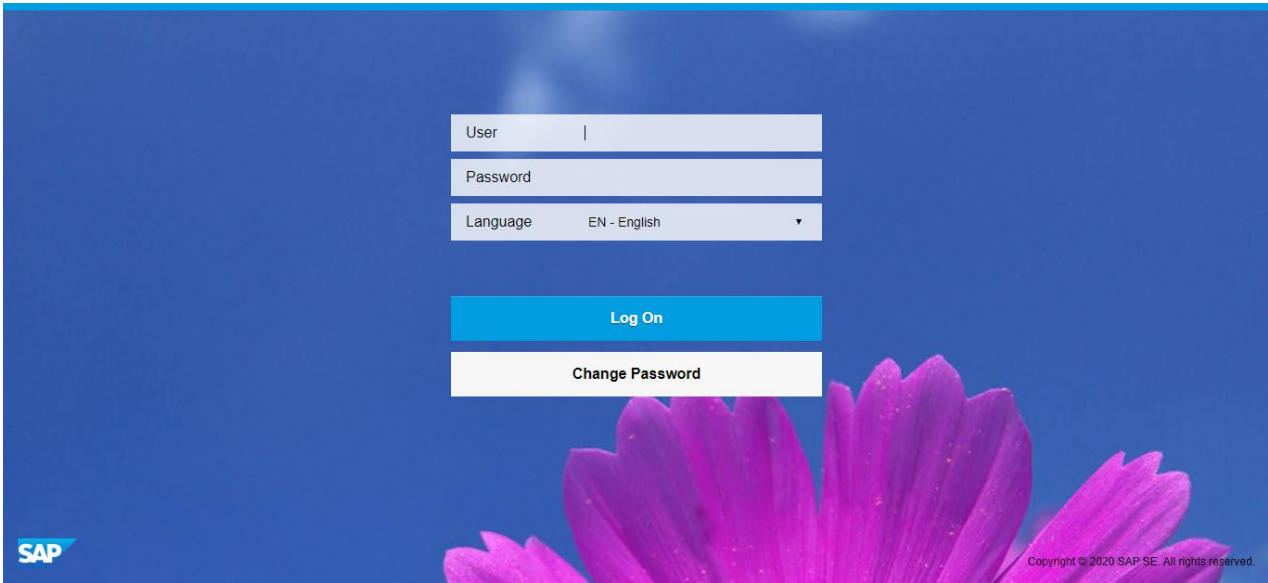 User
Password
Language EN - English
Log On
Change Password
SAP
Copyright © 2020 SAP SE. All rights reserved.